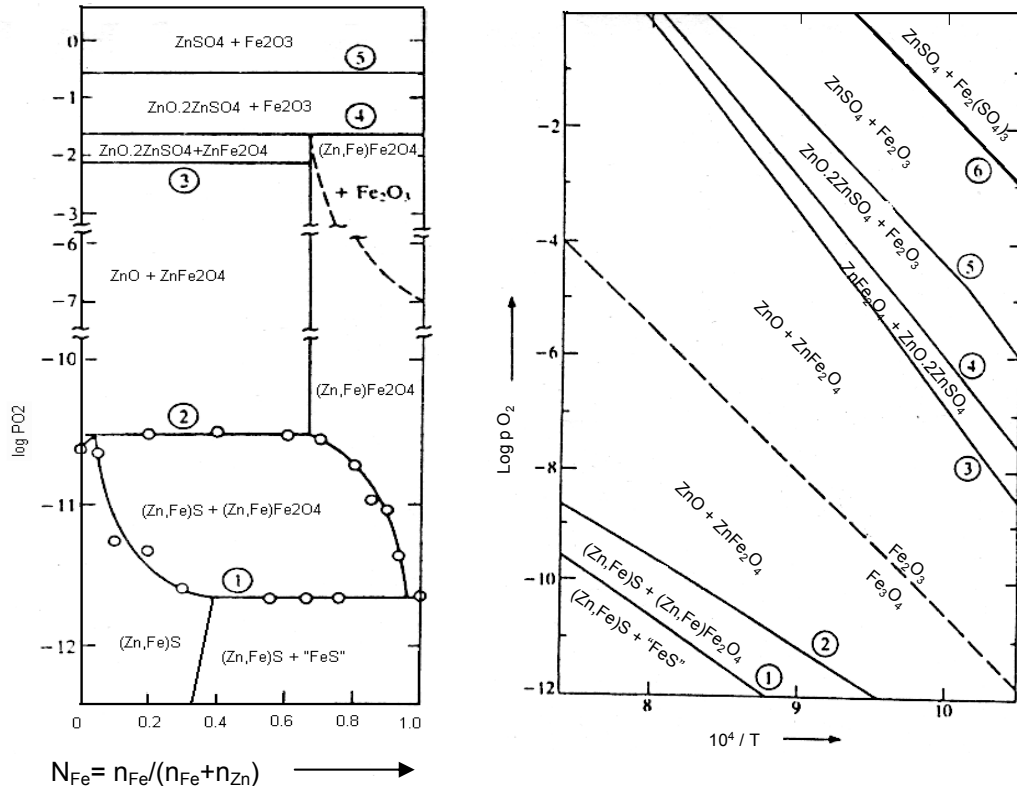 0
ZnSO4 + Fe2O3
5
−1
ZnO.2ZnSO4 + Fe2O3
4
−2
ZnO.2ZnSO4+ZnFe2O4
(Zn,Fe)Fe2O4
3
+ Fe₂O₃
−3
−6
ZnO + ZnFe2O4
−7
−10
(Zn,Fe)Fe2O4
2
log PO2
−11
(Zn,Fe)S + (Zn,Fe)Fe2O4
1
−12
(Zn,Fe)S
(Zn,Fe)S + "FeS"
0 0.2 0.4 0.6 0.8 1.0
N_Fe= n_Fe/(n_Fe+n_Zn)
ZnSO₄ + Fe₂(SO₄)₃
ZnSO₄ + Fe₂O₃
−2
6
ZnO.2ZnSO₄ + Fe₂O₃
−4
5
ZnFe₂O₄ + ZnO.2ZnSO₄
ZnO + ZnFe₂O₄
−6
4
Log p O₂
−8
3
ZnO + ZnFe₂O₄
Fe₂O₃
Fe₃O₄
−10
(Zn,Fe)S + (Zn,Fe)Fe₂O₄
2
(Zn,Fe)S + "FeS"
1
−12
8 9 10
10⁴ / T